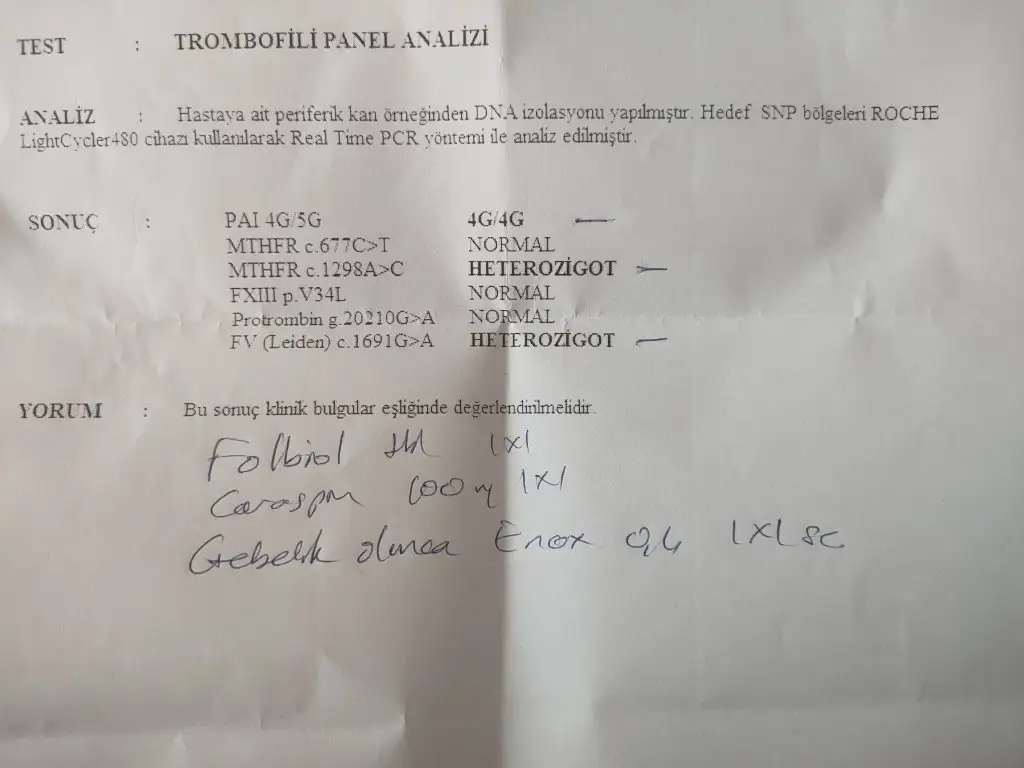 TEST : TROMBOFİLİ PANEL ANALİZİ
ANALİZ : Hastaya ait periferik kan örneğinden DNA izolasyonu yapılmıştır. Hedef SNP bölgeleri ROCHE
LightCycler480 cihazı kullanılarak Real Time PCR yöntemi ile analiz edilmiştir.
SONUÇ : PAI 4G/5G 4G/4G
MTHFR c.677C>T NORMAL
MTHFR c.1298A>C HETEROZİGOT
FXIII p.V34L NORMAL
Protrombin g.20210G>A NORMAL
FV (Leiden) c.1691G>A HETEROZİGOT
YORUM : Bu sonuç klinik bulgular eşliğinde değerlendirilmelidir.
Folbiol tbl 1x1
Coraspin 100 1x1
Gebelik olunca Enox 0,4 1x1 sc